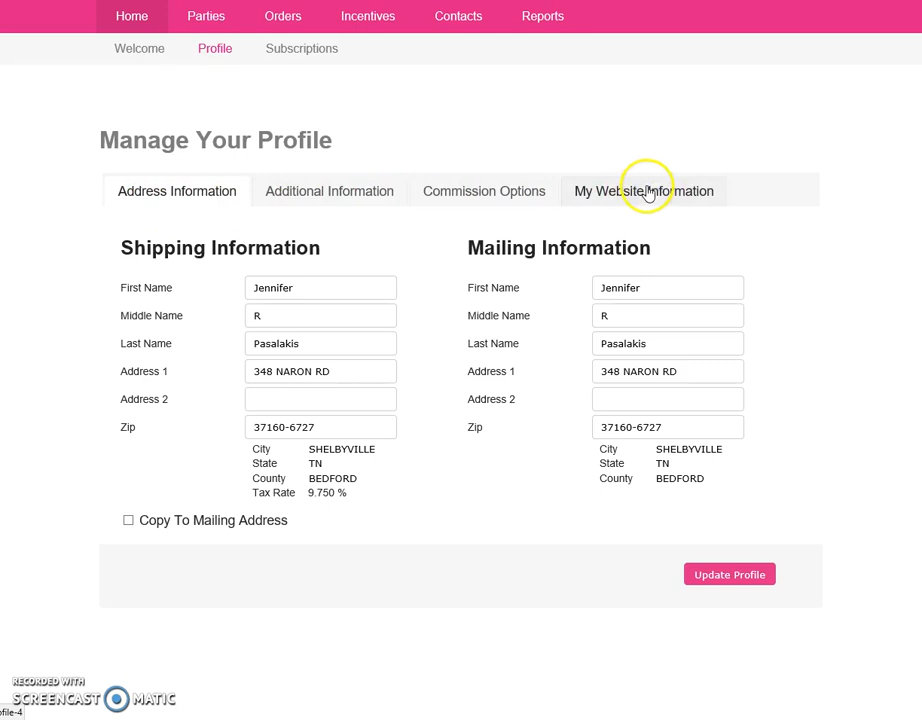 Home Parties Orders Incentives Contacts Reports
Welcome Profile Subscriptions
Manage Your Profile
Address Information Additional Information Commission Options My Website Information
Shipping Information Mailing Information
First Name Jennifer First Name Jennifer
Middle Name R Middle Name R
Last Name Pasalakis Last Name Pasalakis
Address 1 348 NARON RD Address 1 348 NARON RD
Address 2 Address 2
Zip 37160-6727 Zip 37160-6727
City SHELBYVILLE City SHELBYVILLE
State TN State TN
County BEDFORD County BEDFORD
Tax Rate 9.750 %
Copy To Mailing Address
Update Profile
RECORDED WITH
SCREENCAST MATIC
ofile-4